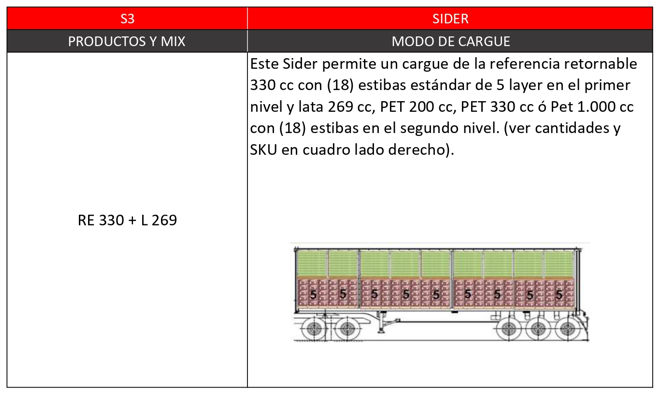 S3
SIDER
PRODUCTOS Y MIX
MODO DE CARGUE
Este Sider permite un cargue de la referencia retornable
330 cc con (18) estibas estándar de 5 layer en el primer
nivel y lata 269 cc, PET 200 cc, PET 330 cc ó Pet 1.000 cc
con (18) estibas en el segundo nivel. (ver cantidades y
SKU en cuadro lado derecho).
RE 330 + L 269
5 5 5 5 5 5 5 5 5